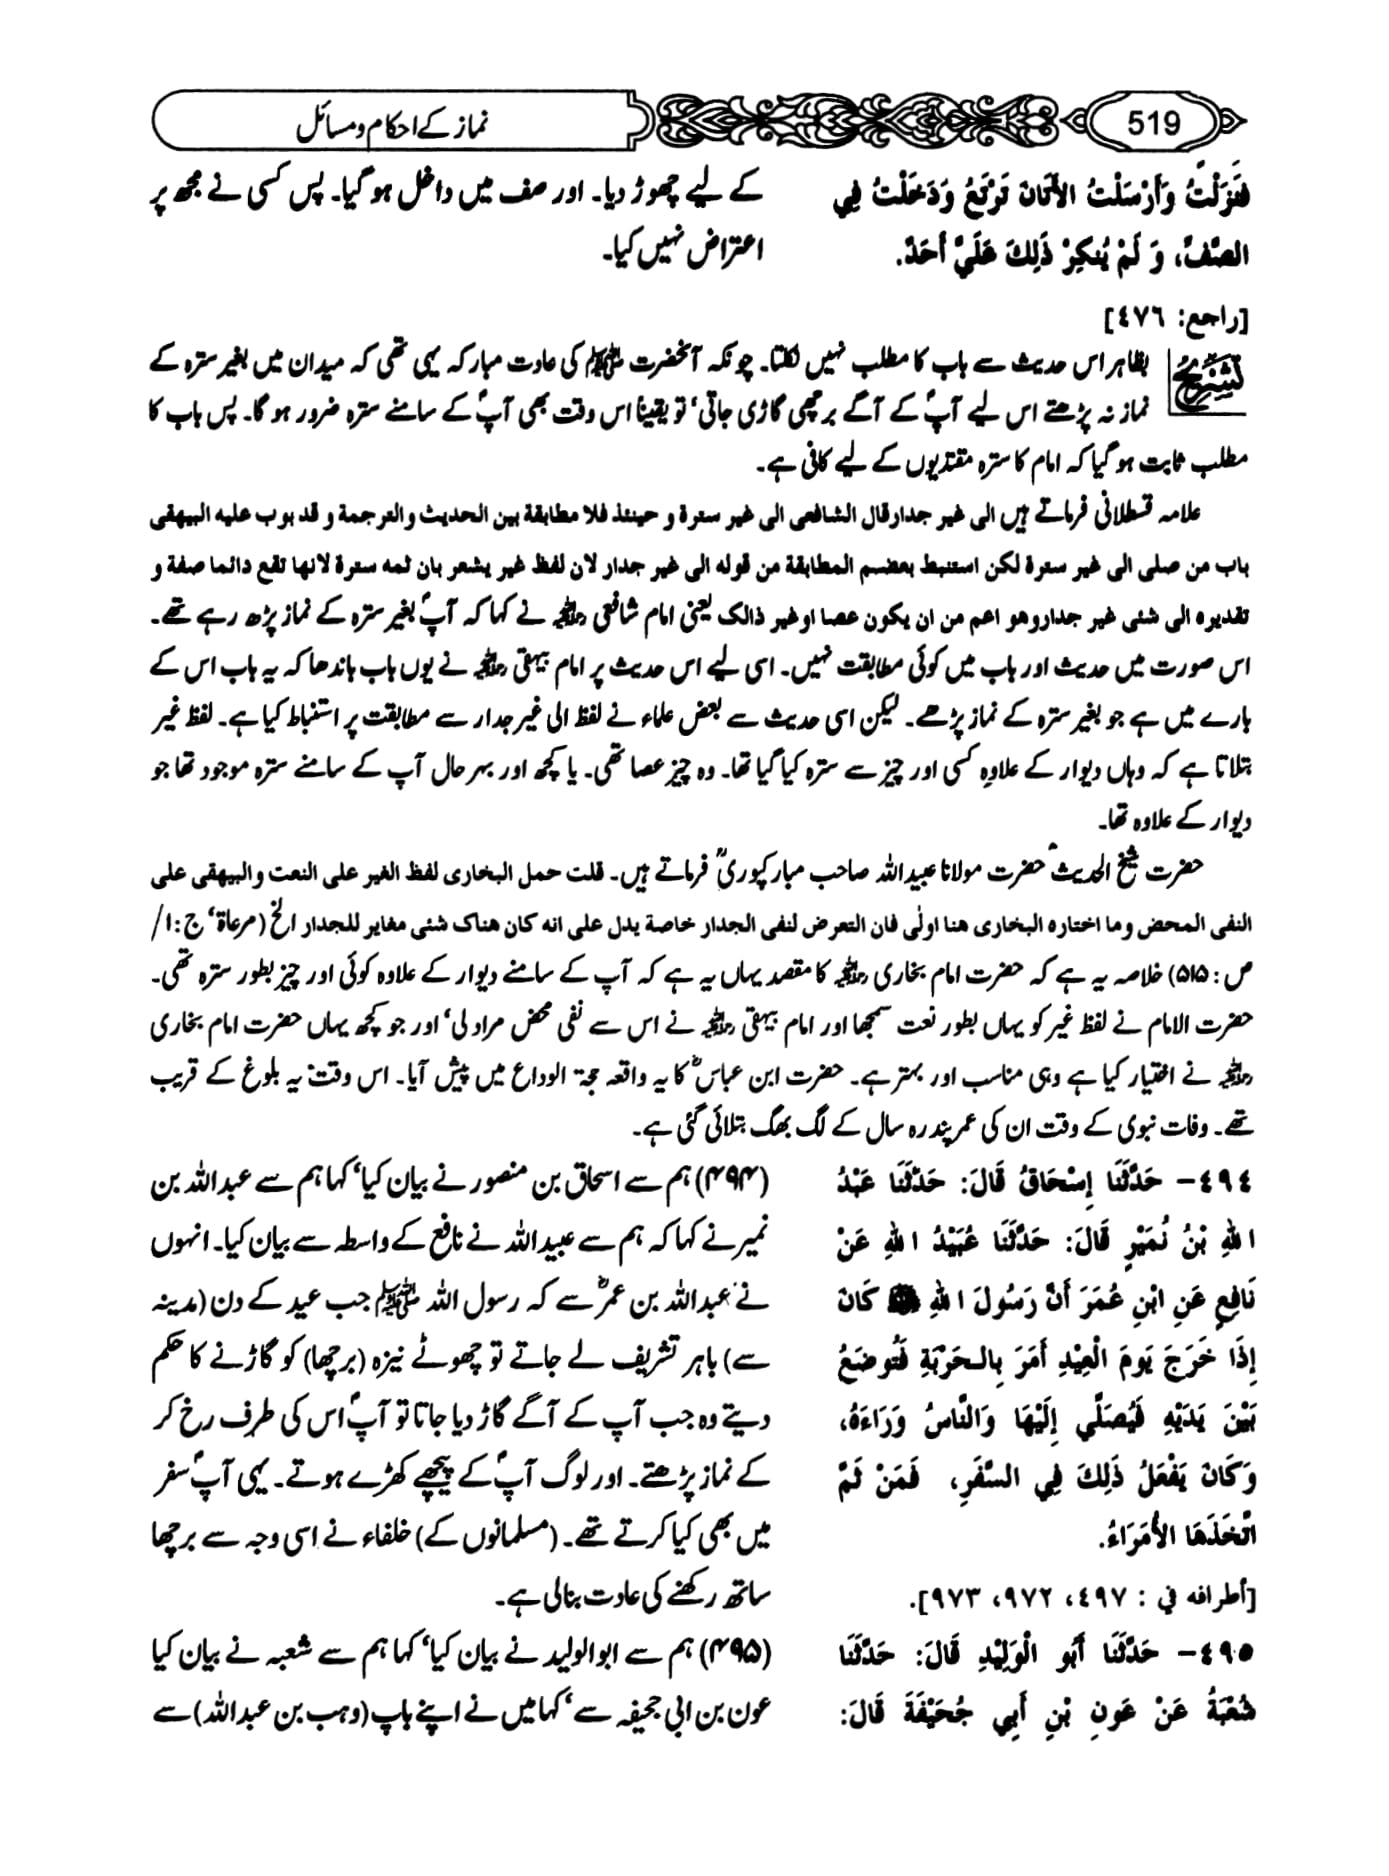 519
نماز کے احکام و مسائل
فَنَزَلْتُ وَأَرْسَلْتُ الأَتَانَ تَرْتَعُ وَدَخَلْتُ فِي
الصَّفِّ، وَ لَمْ يُنْكِرْ ذَلِكَ عَلَيَّ أَحَدٌ.
[راجع: ٤٧٦]
کے لیے چھوڑ دیا۔ اور صف میں داخل ہو گیا۔ پس کسی نے مجھ پر
اعتراض نہیں کیا۔
تشریح
بظاہر اس حدیث سے باب کا مطلب نہیں نکلتا۔ چونکہ آنحضرت ﷺ کی عادت مبارکہ یہی تھی کہ میدان میں بغیر سترہ کے
نماز نہ پڑھتے اس لیے آپؐ کے آگے برچھی گاڑی جاتی' تو یقیناً اس وقت بھی آپؐ کے سامنے سترہ ضرور ہو گا۔ پس باب کا
مطلب ثابت ہو گیا کہ امام کا سترہ مقتدیوں کے لیے کافی ہے۔
علامہ قسطلانی فرماتے ہیں الی غیر جدار قال الشافعی الی غیر سترة و حینئذ فلا مطابقة بین الحدیث والترجمة و قد بوب علیه البیهقی
باب من صلی الی غیر سترة لکن استنبط بعضسم المطابقة من قوله الی غیر جدار لان لفظ غیر یشعر بان ثمه سترة لانها تقع دائما صفة و
تقدیره الی شئی غیر جدار وهو اعم من ان یکون عصا او غیر ذالک یعنی امام شافعی رحمہ اللہ نے کہا کہ آپؐ بغیر سترہ کے نماز پڑھ رہے تھے۔
اس صورت میں حدیث اور باب میں کوئی مطابقت نہیں۔ اسی لیے اس حدیث پر امام بیہقی رحمہ اللہ نے یوں باب باندھا کہ یہ باب اس کے
بارے میں ہے جو بغیر سترہ کے نماز پڑھے۔ لیکن اسی حدیث سے بعض علماء نے لفظ الی غیر جدار سے مطابقت پر استنباط کیا ہے۔ لفظ غیر
بتلاتا ہے کہ وہاں دیوار کے علاوہ کسی اور چیز سے سترہ کیا گیا تھا۔ وہ چیز عصا تھی۔ یا کچھ اور بہر حال آپ کے سامنے سترہ موجود تھا جو
دیوار کے علاوہ تھا۔
حضرت شیخ الحدیث حضرت مولانا عبید اللہ صاحب مبارکپوریؒ فرماتے ہیں۔ قلت حمل البخاری لفظ الغیر علی النعت والبیهقی علی
النفی المحض وما اختاره البخاری هنا اولٰی فان التعرض لنفی الجدار خاصة یدل علی انه کان هناک شئی مغایر للجدار الخ (مرعاة' ج: ۱/
ص: ۵۱۵) خلاصہ یہ ہے کہ حضرت امام بخاری رحمہ اللہ کا مقصد یہاں یہ ہے کہ آپ کے سامنے دیوار کے علاوہ کوئی اور چیز بطور سترہ تھی۔
حضرت الامام نے لفظ غیر کو یہاں بطور نعت سمجھا اور امام بیہقی رحمہ اللہ نے اس سے نفی محض مراد لی' اور جو کچھ یہاں حضرت امام بخاری
رحمہ اللہ نے اختیار کیا ہے وہی مناسب اور بہتر ہے۔ حضرت ابن عباسؓ کا یہ واقعہ حجۃ الوداع میں پیش آیا۔ اس وقت یہ بلوغ کے قریب
تھے۔ وفات نبوی کے وقت ان کی عمر پندرہ سال کے لگ بھگ بتلائی گئی ہے۔
٤٩٤- حَدَّثَنَا إِسْحَاقُ قَالَ: حَدَّثَنَا عَبْدُ
اللهِ بْنُ نُمَيْرٍ قَالَ: حَدَّثَنَا عُبَيْدُ اللهِ عَنْ
نَافِعٍ عَنِ ابْنِ عُمَرَ أَنَّ رَسُولَ اللهِ ﷺ كَانَ
إِذَا خَرَجَ يَومَ الْعِيْدِ أَمَرَ بِالْحَرْبَةِ فَتُوضَعُ
بَيْنَ يَدَيْهِ فَيُصَلِّي إِلَيْهَا وَالنَّاسُ وَرَاءَهُ،
وَكَانَ يَفْعَلُ ذَلِكَ فِي السَّفَرِ، فَمَنْ ثَمَّ
اتَّخَذَهَا الأُمَرَاءُ.
[أطرافه في : ٤٩٧، ٩٧٢، ٩٧٣].
(۴۹۴) ہم سے اسحاق بن منصور نے بیان کیا' کہا ہم سے عبداللہ بن
نمیر نے کہا کہ ہم سے عبیداللہ نے نافع کے واسطہ سے بیان کیا۔ انہوں
نے عبداللہ بن عمرؓ سے کہ رسول اللہ ﷺ جب عید کے دن (مدینہ
سے) باہر تشریف لے جاتے تو چھوٹے نیزہ (برچھا) کو گاڑنے کا حکم
دیتے وہ جب آپ کے آگے گاڑ دیا جاتا تو آپؐ اس کی طرف رخ کر
کے نماز پڑھتے۔ اور لوگ آپؐ کے پیچھے کھڑے ہوتے۔ یہی آپؐ سفر
میں بھی کیا کرتے تھے۔ (مسلمانوں کے) خلفاء نے اسی وجہ سے برچھا
ساتھ رکھنے کی عادت بنالی ہے۔
٤٩٥- حَدَّثَنَا أَبُو الْوَلِيْدِ قَالَ: حَدَّثَنَا
شُعْبَةُ عَنْ عَونِ بْنِ أَبِي جُحَيْفَةَ قَالَ:
(۴۹۵) ہم سے ابوالولید نے بیان کیا' کہا ہم سے شعبہ نے بیان کیا
عون بن ابی جحیفہ سے' کہا میں نے اپنے باپ (وہب بن عبداللہ) سے